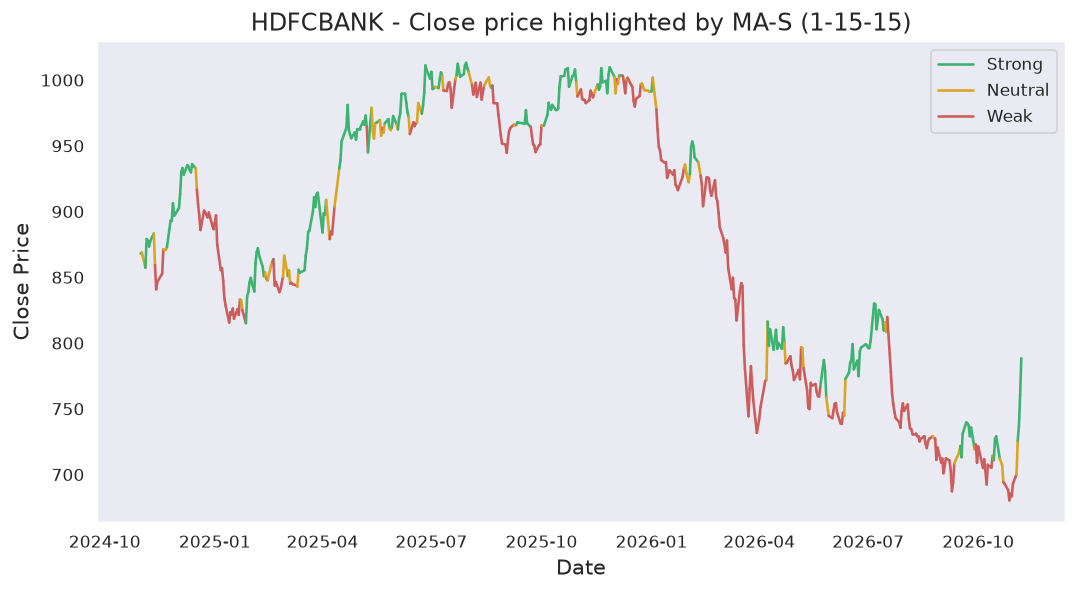 HDFCBANK - Close price highlighted by MA-S (1-15-15)
Strong
Neutral
Weak
1000
950
900
850
800
750
700
Close Price
2024-10 2025-01 2025-04 2025-07 2025-10 2026-01 2026-04 2026-07 2026-10
Date